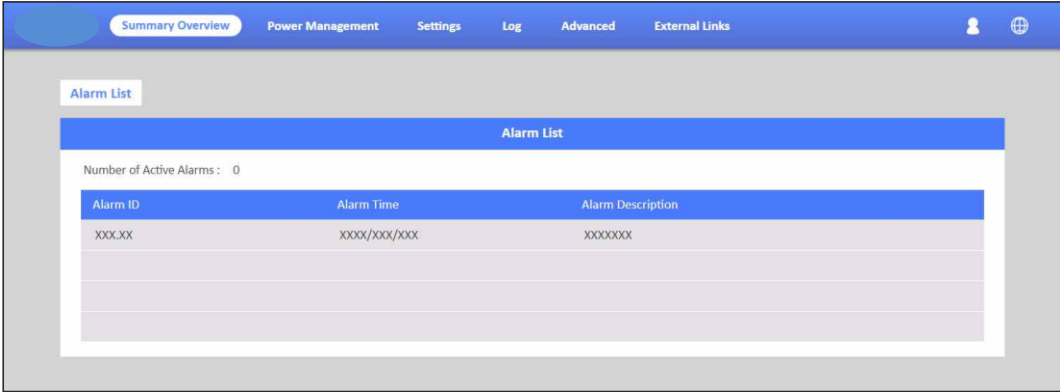 Summary Overview Power Management Settings Log Advanced External Links
Alarm List
Alarm List
Number of Active Alarms : 0
Alarm ID Alarm Time Alarm Description
XXX.XX XXXX/XXX/XXX XXXXXXX